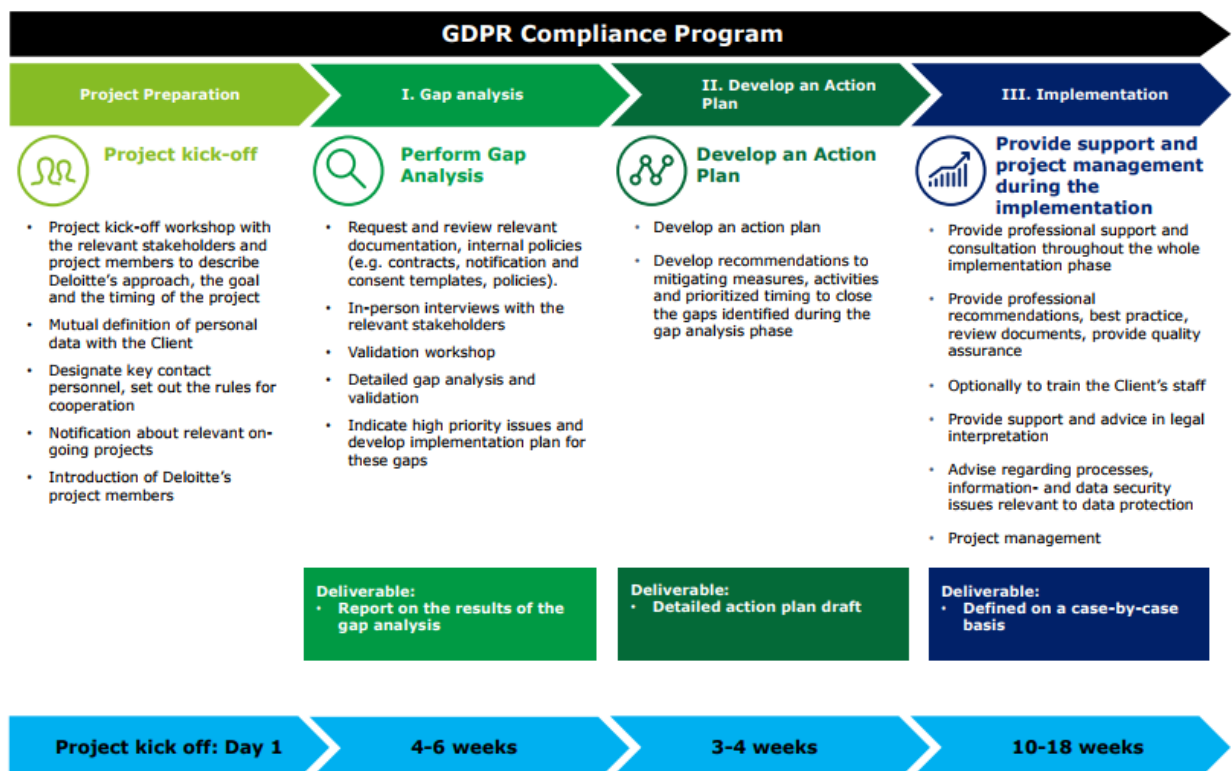 GDPR Compliance Program
Project Preparation
I. Gap analysis
II. Develop an Action
Plan
III. Implementation
Project kick-off
• Project kick-off workshop with
the relevant stakeholders and
project members to describe
Deloitte's approach, the goal
and the timing of the project
• Mutual definition of personal
data with the Client
• Designate key contact
personnel, set out the rules for
cooperation
• Notification about relevant on-
going projects
• Introduction of Deloitte's
project members
Perform Gap
Analysis
• Request and review relevant
documentation, internal policies
(e.g. contracts, notification and
consent templates, policies).
• In-person interviews with the
relevant stakeholders
• Validation workshop
• Detailed gap analysis and
validation
• Indicate high priority issues and
develop implementation plan for
these gaps
Deliverable:
• Report on the results of the
gap analysis
Develop an Action
Plan
• Develop an action plan
• Develop recommendations to
mitigating measures, activities
and prioritized timing to close
the gaps identified during the
gap analysis phase
Deliverable:
• Detailed action plan draft
Provide support and
project management
during the
implementation
• Provide professional support and
consultation throughout the whole
implementation phase
• Provide professional
recommendations, best practice,
review documents, provide quality
assurance
• Optionally to train the Client's staff
• Provide support and advice in legal
interpretation
• Advise regarding processes,
information- and data security
issues relevant to data protection
• Project management
Deliverable:
• Defined on a case-by-case
basis
Project kick off: Day 1
4-6 weeks
3-4 weeks
10-18 weeks